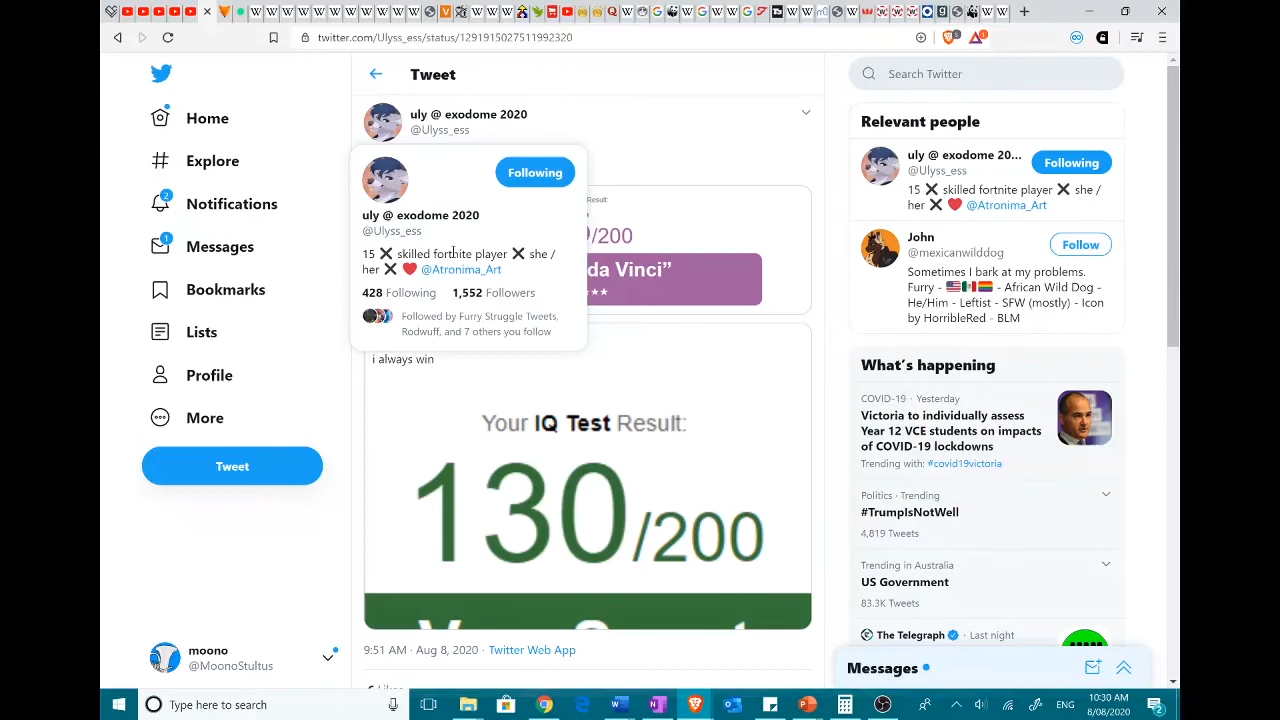 twitter.com/Ulyss_ess/status/1291915027511992320
5
1
Home
Explore
2
Notifications
1
Messages
Bookmarks
Lists
Profile
More
Tweet
moono
@MoonoStultus
Tweet
uly @ exodome 2020
@Ulyss_ess
Following
uly @ exodome 2020
@Ulyss_ess
15 ❌ skilled fortnite player ❌ she /
her ❌ ❤️ @Atronima_Art
428 Following 1,552 Followers
Followed by Furry Struggle Tweets,
Rodwuff, and 7 others you follow
Result:
/200
da Vinci”
★★
i always win
Your IQ Test Result:
130/200
9:51 AM · Aug 8, 2020 · Twitter Web App
Search Twitter
Relevant people
uly @ exodome 20...
@Ulyss_ess
Following
15 ❌ skilled fortnite player ❌ she /
her ❌ ❤️ @Atronima_Art
John
@mexicanwilddog
Follow
Sometimes I bark at my problems.
Furry - 🇺🇸🇲🇽🏳️‍🌈 - African Wild Dog -
He/Him - Leftist - SFW (mostly) - Icon
by HorribleRed - BLM
What’s happening
COVID-19 · Yesterday
Victoria to individually assess
Year 12 VCE students on impacts
of COVID-19 lockdowns
Trending with: #covid19victoria
Politics · Trending
#TrumpIsNotWell
4,819 Tweets
Trending in Australia
US Government
83.3K Tweets
The Telegraph · Last night
Messages
Type here to search
ENG
10:30 AM
8/08/2020
2